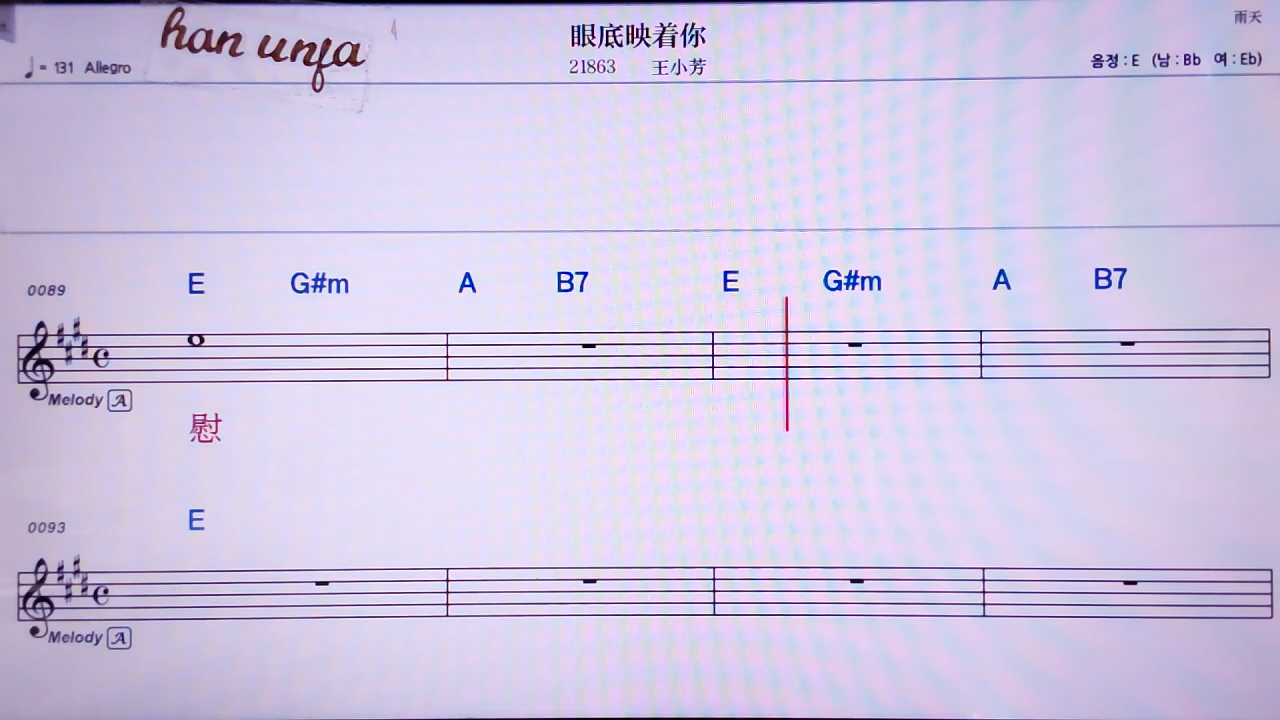 han unfa
眼底映着你
雨天
♩= 131 Allegro
21863 王小芳
음정 : E (남 : Bb 여 : Eb)
E G#m A B7 E G#m A B7
0089
Melody A
慰
E
0093
Melody A